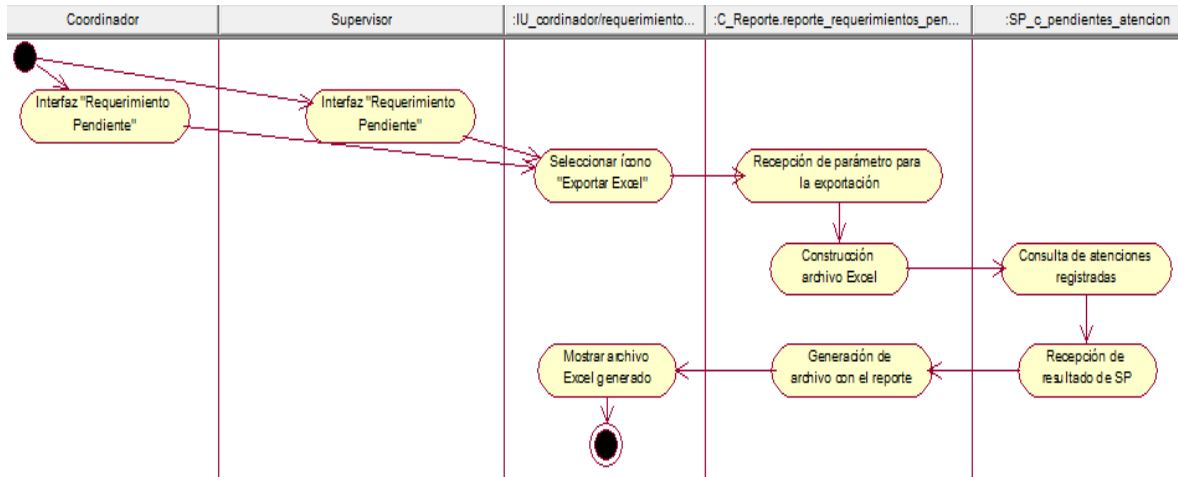 Coordinador
Supervisor
:IU_cordinador/requerimiento...
:C_Reporte.reporte_requerimientos_pen...
:SP_c_pendientes_atencion
Interfaz "Requerimiento
Pendiente"
Interfaz "Requerimiento
Pendiente"
Seleccionar ícono
"Exportar Excel"
Recepción de parámetro para
la exportación
Construcción
archivo Excel
Consulta de atenciones
registradas
Mostrar archivo
Excel generado
Generación de
archivo con el reporte
Recepción de
resultado de SP